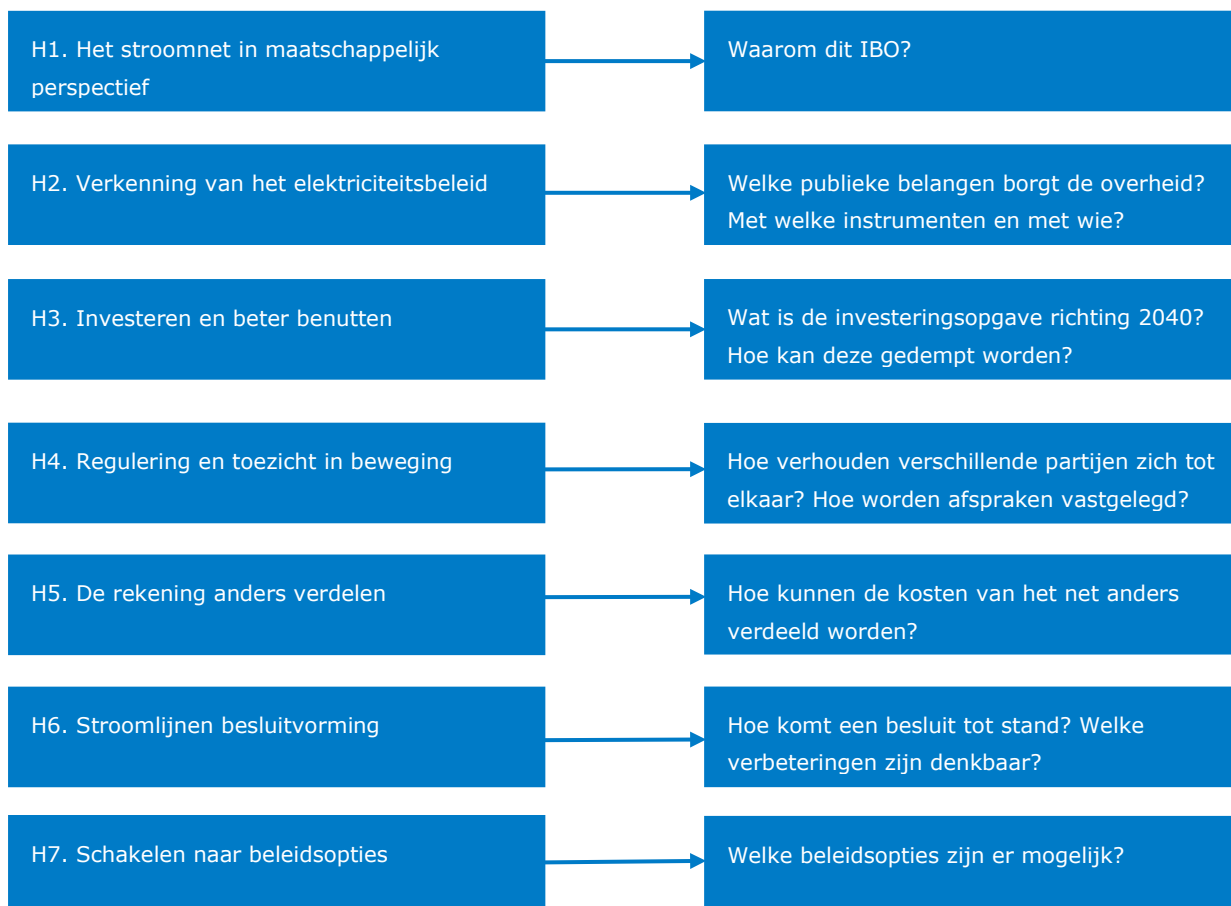 H1. Het stroomnet in maatschappelijk
perspectief
Waarom dit IBO?
H2. Verkenning van het elektriciteitsbeleid
Welke publieke belangen borgt de overheid?
Met welke instrumenten en met wie?
H3. Investeren en beter benutten
Wat is de investeringsopgave richting 2040?
Hoe kan deze gedempt worden?
H4. Regulering en toezicht in beweging
Hoe verhouden verschillende partijen zich tot
elkaar? Hoe worden afspraken vastgelegd?
H5. De rekening anders verdelen
Hoe kunnen de kosten van het net anders
verdeeld worden?
H6. Stroomlijnen besluitvorming
Hoe komt een besluit tot stand? Welke
verbeteringen zijn denkbaar?
H7. Schakelen naar beleidsopties
Welke beleidsopties zijn er mogelijk?